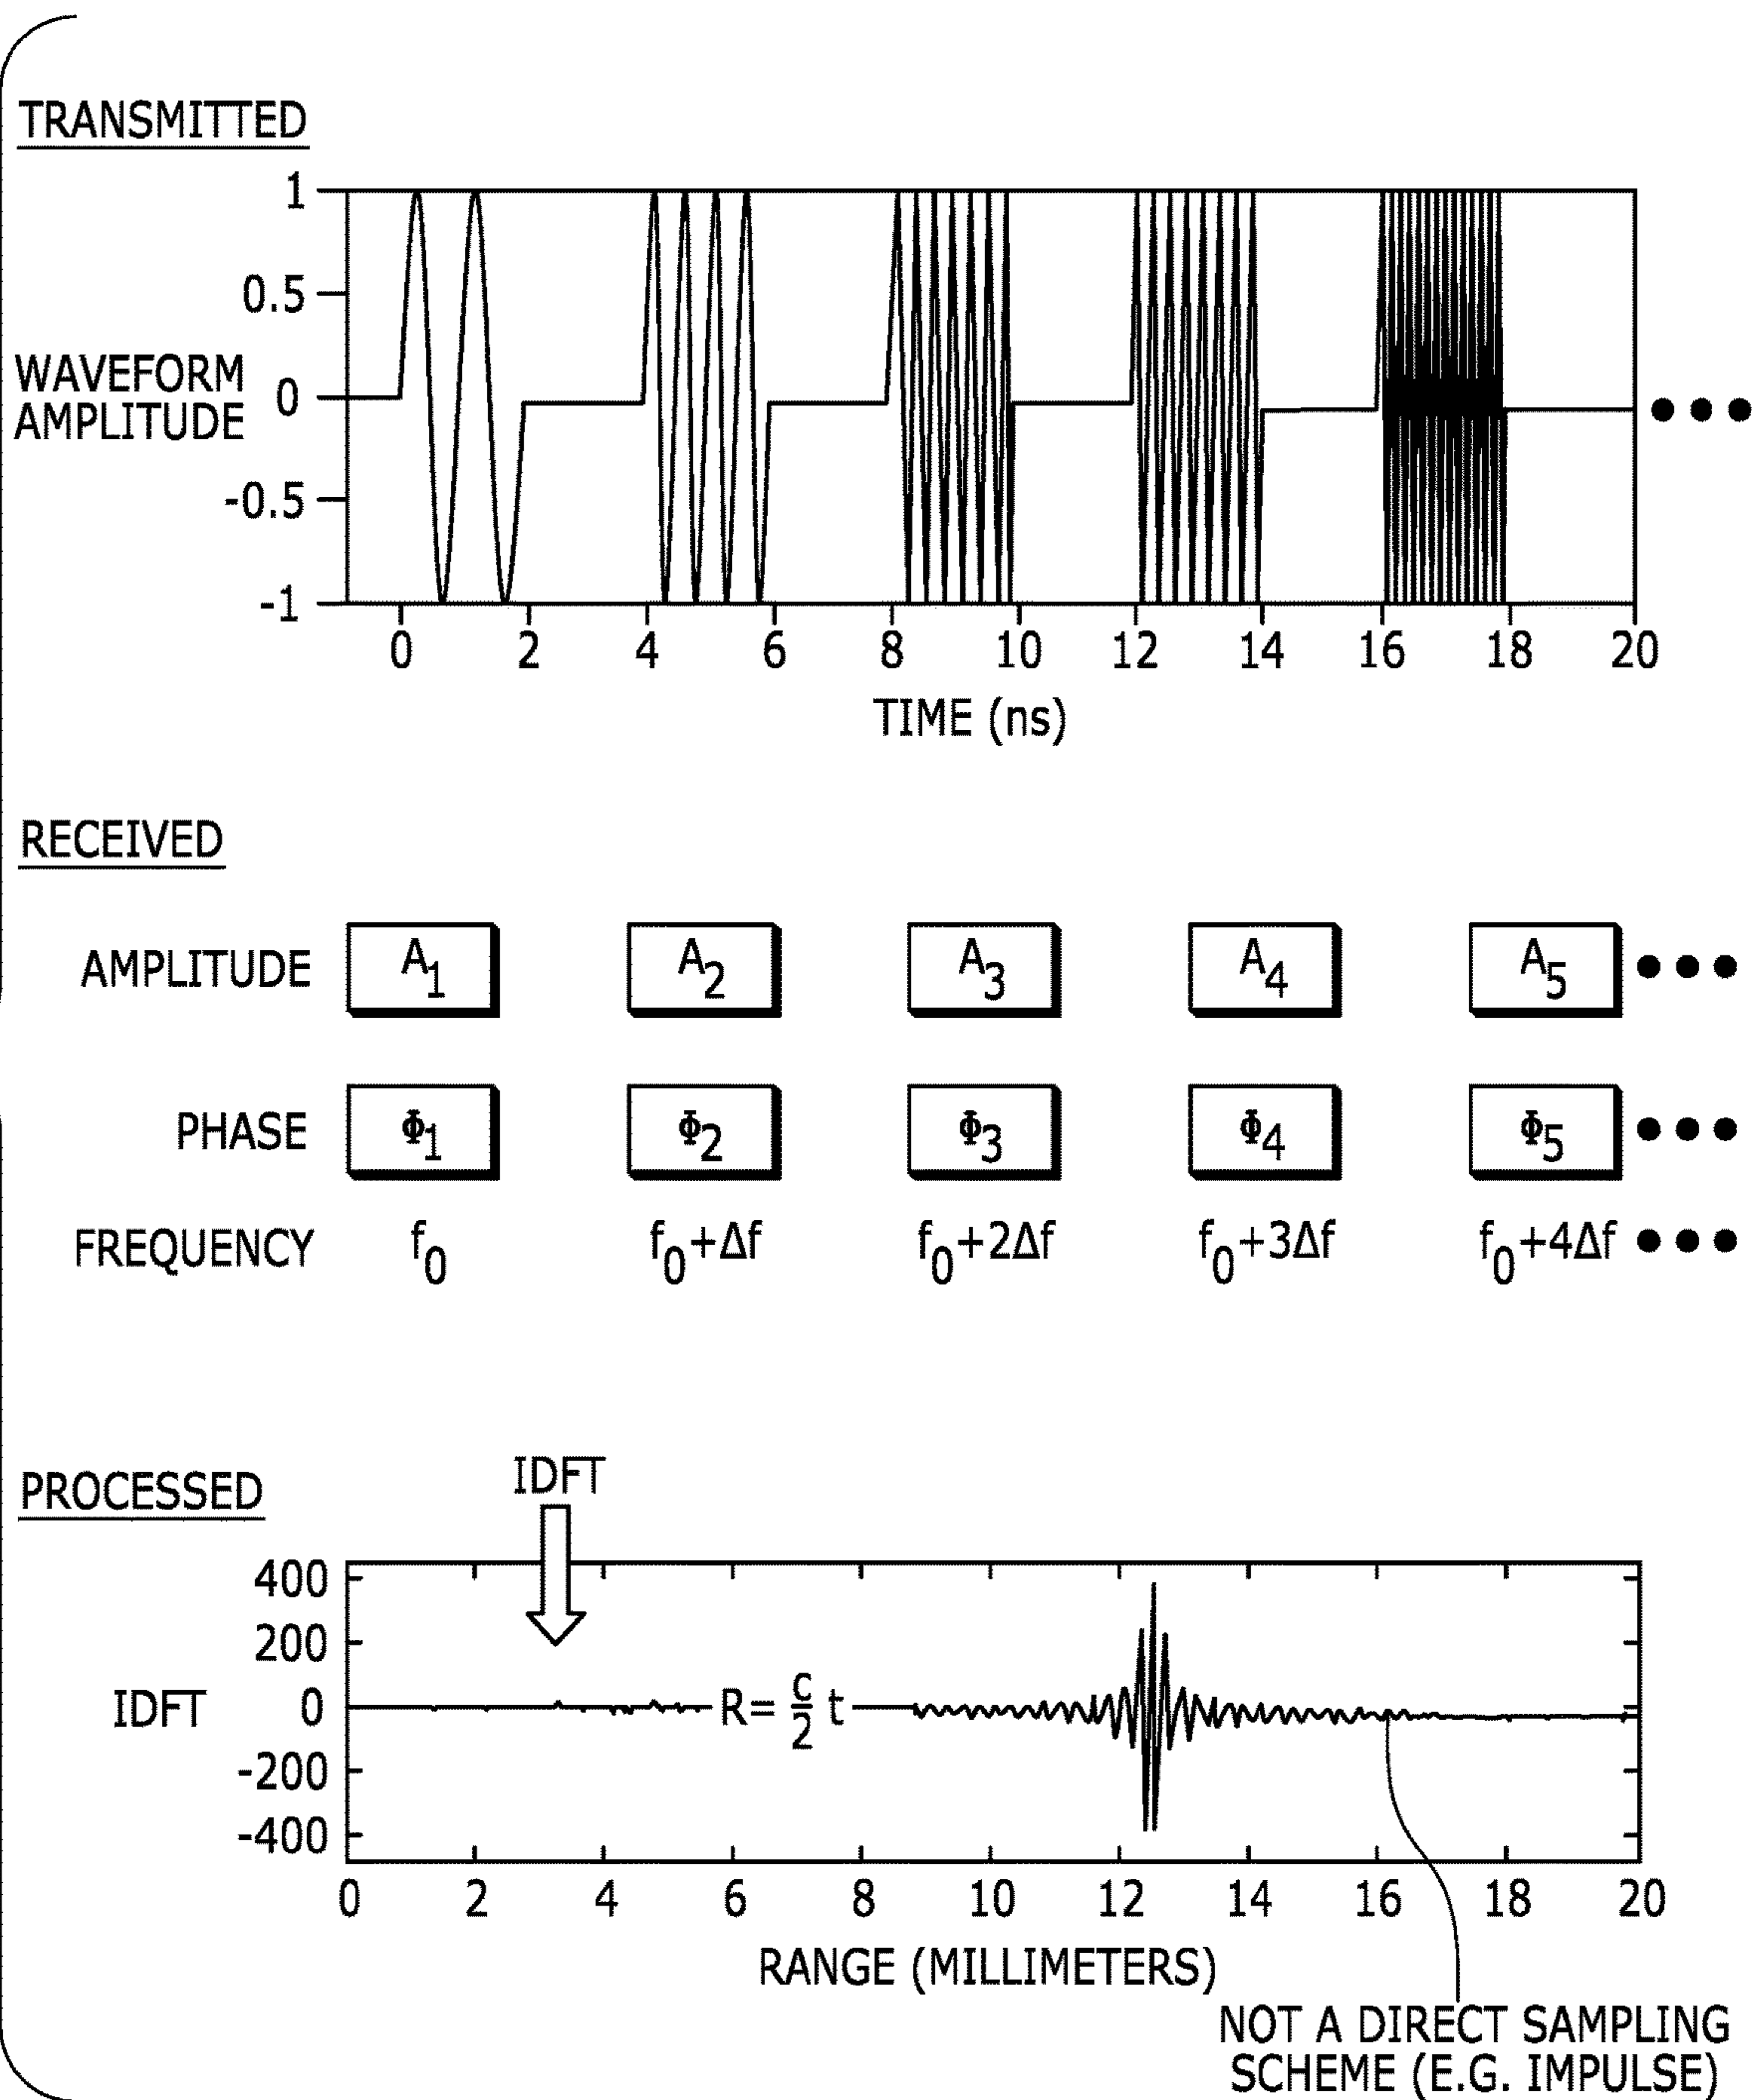 TRANSMITTED
1
0.5
WAVEFORM
AMPLITUDE
0
-0.5
-1
0 2 4 6 8 10 12 14 16 18 20
TIME (ns)
RECEIVED
AMPLITUDE A1 A2 A3 A4 A5
PHASE Φ1 Φ2 Φ3 Φ4 Φ5
FREQUENCY f0 f0+Δf f0+2Δf f0+3Δf f0+4Δf
PROCESSED
IDFT
400
200
IDFT 0 R= c/2 t
-200
-400
0 2 4 6 8 10 12 14 16 18 20
RANGE (MILLIMETERS)
NOT A DIRECT SAMPLING
SCHEME (E.G. IMPULSE)